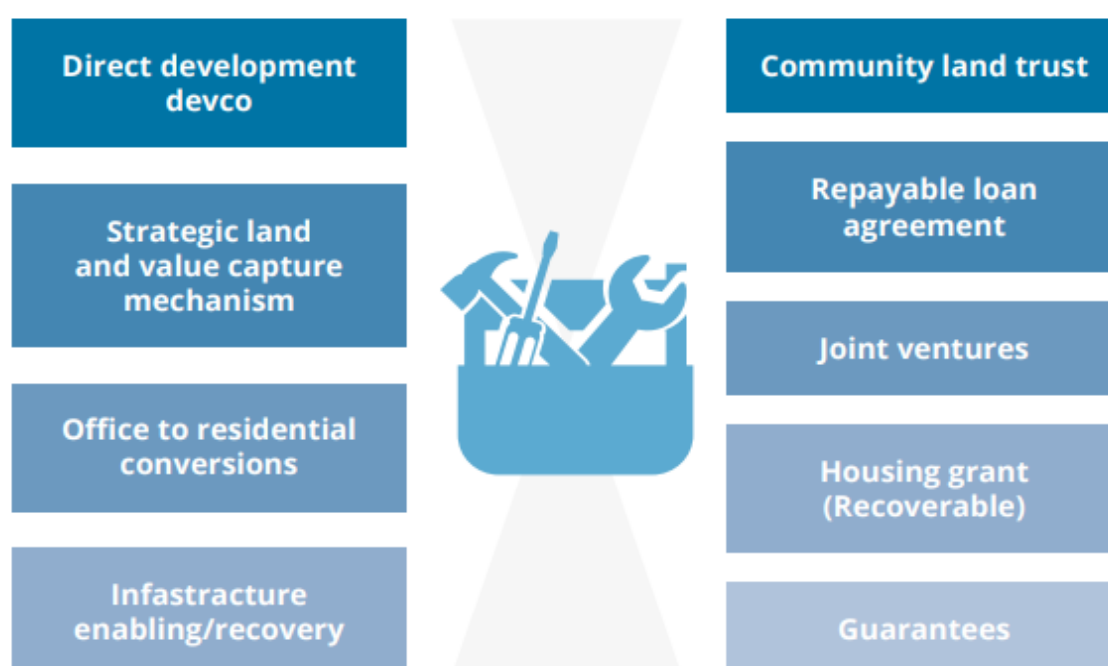 Direct development
devco
Strategic land
and value capture
mechanism
Office to residential
conversions
Infastracture
enabling/recovery
Community land trust
Repayable loan
agreement
Joint ventures
Housing grant
(Recoverable)
Guarantees